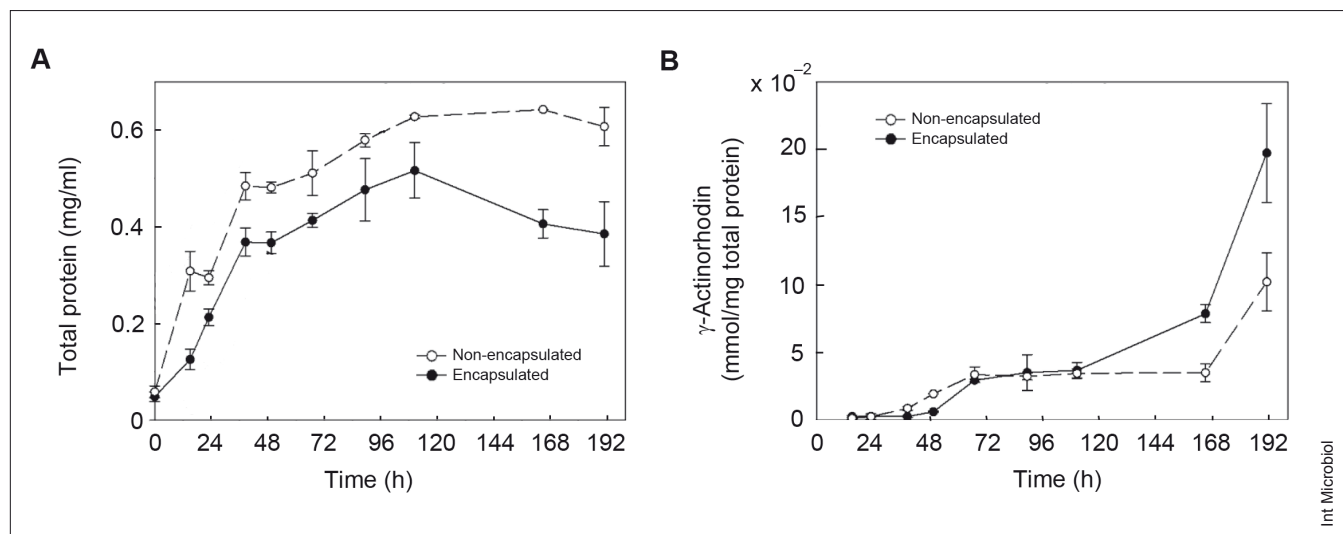 A
Total protein (mg/ml)
0.6
0.4
0.2
0
Non-encapsulated
Encapsulated
0 24 48 72 96 120 144 168 192
Time (h)
B
x 10⁻²
γ-Actinorhodin
(mmol/mg total protein)
20
15
10
5
0
Non-encapsulated
Encapsulated
0 24 48 72 96 120 144 168 192
Time (h)
Int Microbiol